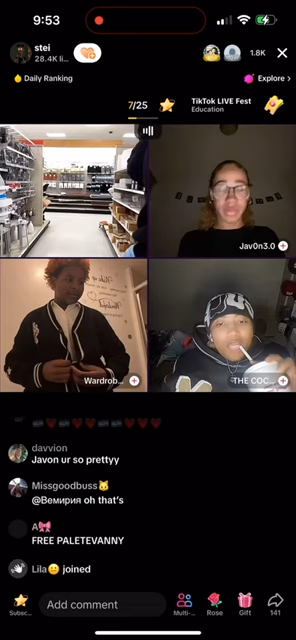 9:53
stei
28.4K li...
1.8K
Daily Ranking
Explore >
7/25
TikTok LIVE Fest
Education
Jav0n3.0
Wardrob...
THE COC...
davvion
Javon ur so prettyy
Missgoodbuss🐱
@Вемирия oh that's
A🎀
FREE PALETEVANNY
Lila😐 joined
Add comment
Subsc...
Multi-...
Rose
Gift
141